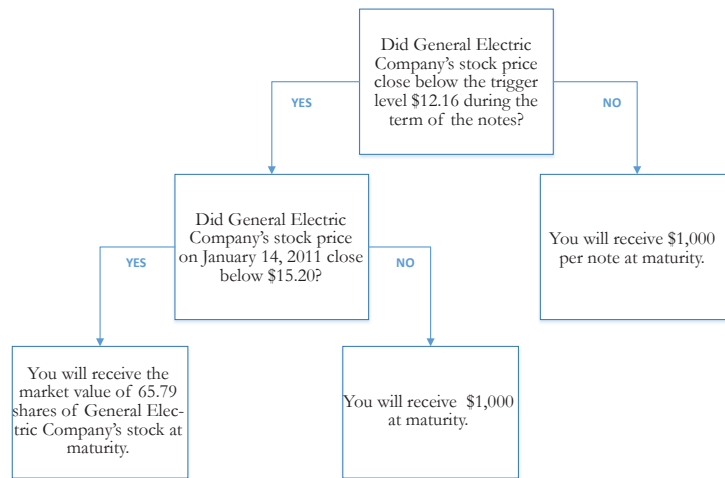 Did General Electric
Company's stock price
close below the trigger
level $12.16 during the
term of the notes?
YES
NO
Did General Electric
Company's stock price
on January 14, 2011 close
below $15.20?
You will receive $1,000
per note at maturity.
YES
NO
You will receive the
market value of 65.79
shares of General Elec-
tric Company's stock at
maturity.
You will receive  $1,000
at maturity.